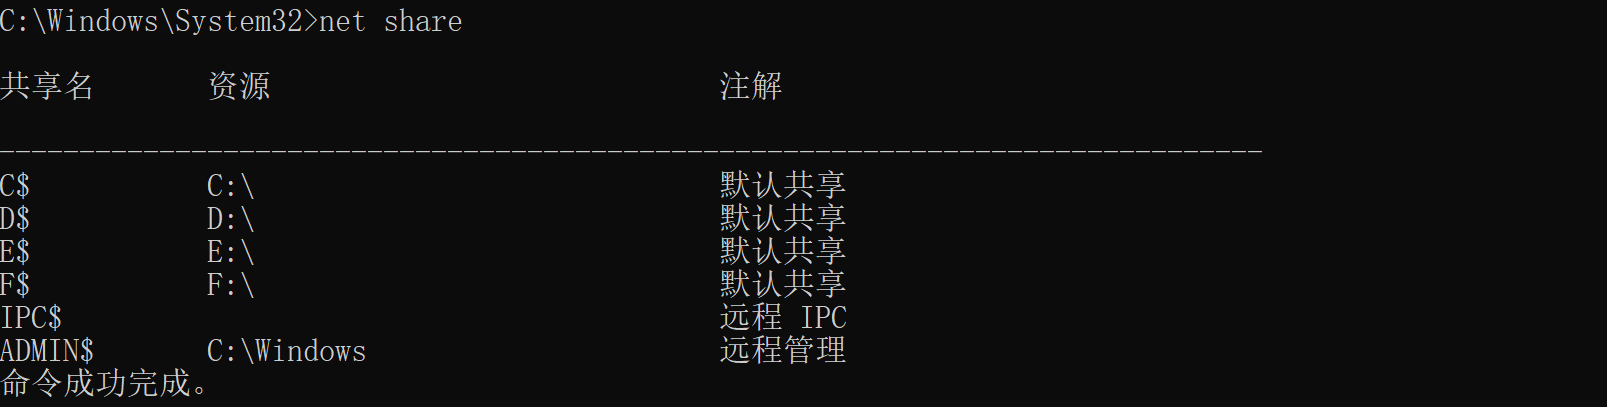 C:\Windows\System32>net share
共享名 资源 注解
-------------------------------------------------------------------------------
C$ C:\ 默认共享
D$ D:\ 默认共享
E$ E:\ 默认共享
F$ F:\ 默认共享
IPC$ 远程 IPC
ADMIN$ C:\Windows 远程管理
命令成功完成。